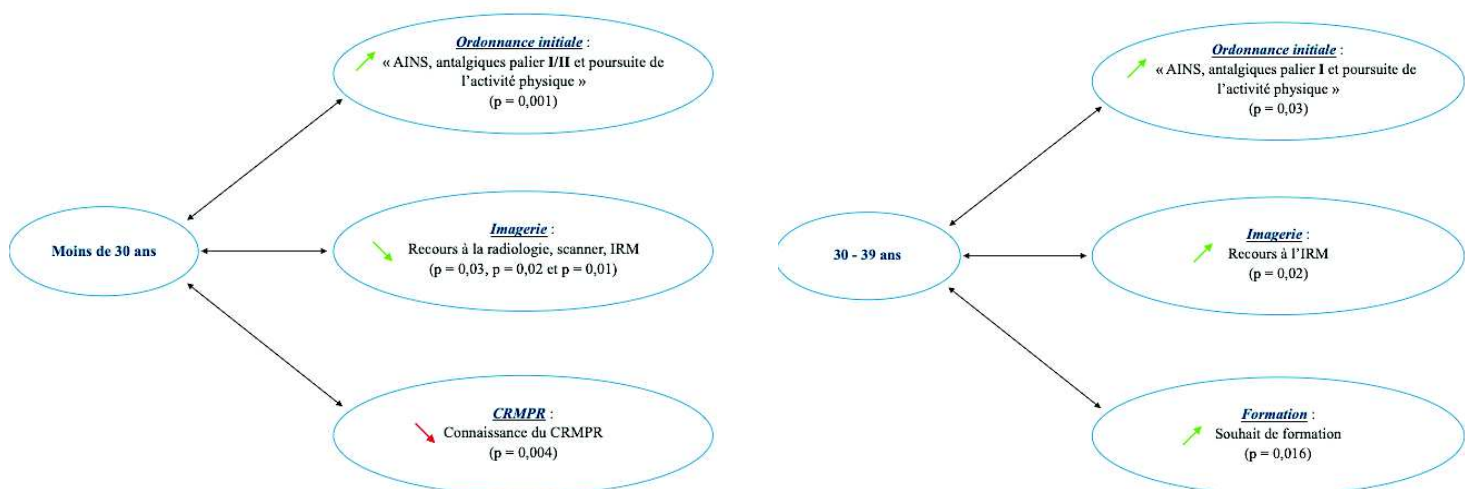 Moins de 30 ans
Ordonnance initiale :
« AINS, antalgiques palier I/II et poursuite de
l’activité physique »
(p = 0,001)
Imagerie :
Recours à la radiologie, scanner, IRM
(p = 0,03, p = 0,02 et p = 0,01)
CRMPR :
Connaissance du CRMPR
(p = 0,004)
30 - 39 ans
Ordonnance initiale :
« AINS, antalgiques palier I et poursuite de
l’activité physique »
(p = 0,03)
Imagerie :
Recours à l’IRM
(p = 0,02)
Formation :
Souhait de formation
(p = 0,016)